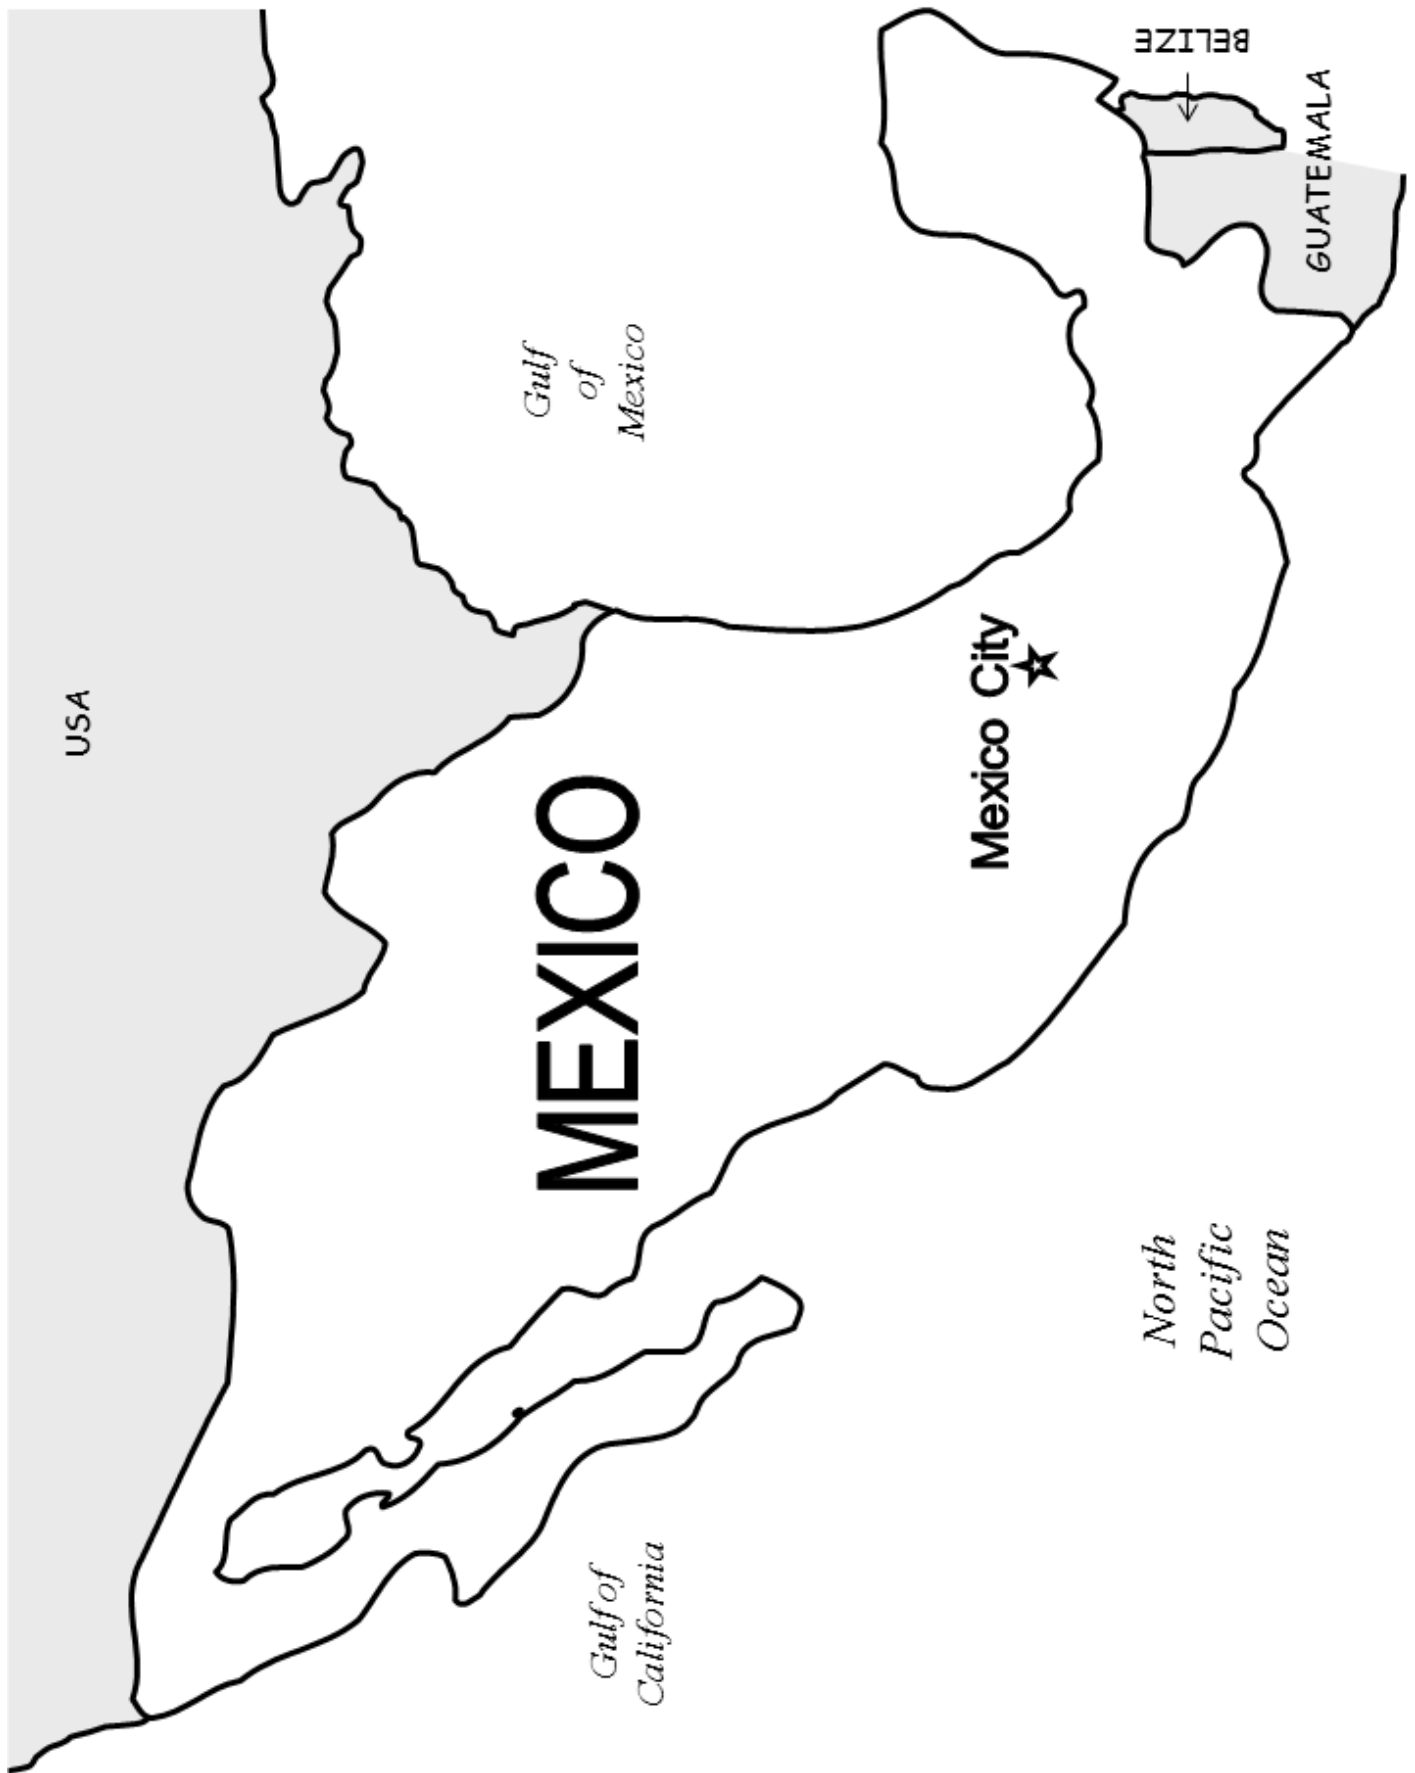 USA
MEXICO
Gulf
of
Mexico
Mexico City
BELIZE
GUATEMALA
Gulf of
California
North
Pacific
Ocean